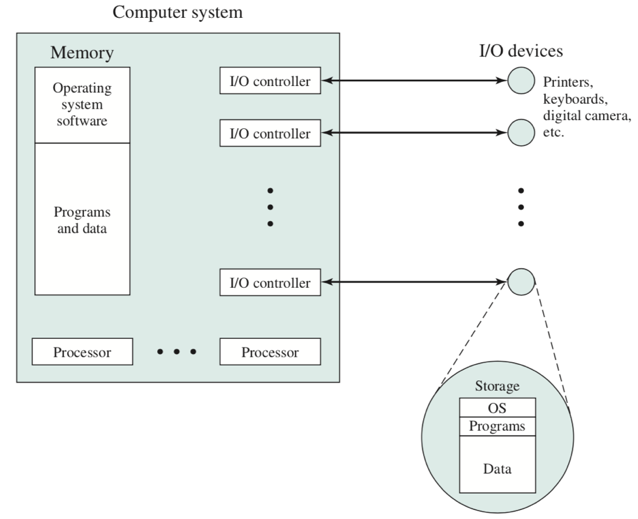 Computer system
Memory
Operating
system
software
Programs
and data
I/O controller
I/O controller
I/O controller
Processor
Processor
I/O devices
Printers,
keyboards,
digital camera,
etc.
Storage
OS
Programs
Data